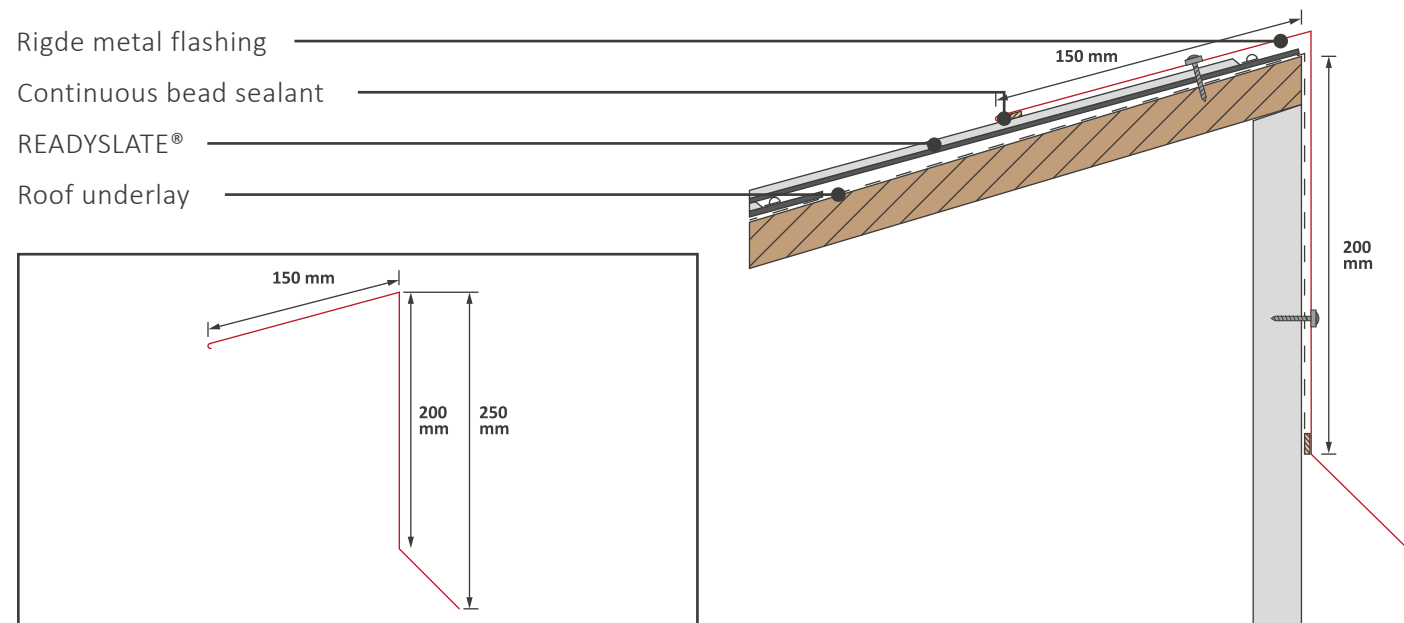 Rigde metal flashing
Continuous bead sealant
READYSLATE®
Roof underlay
150 mm
200
mm
150 mm
200
mm
250
mm